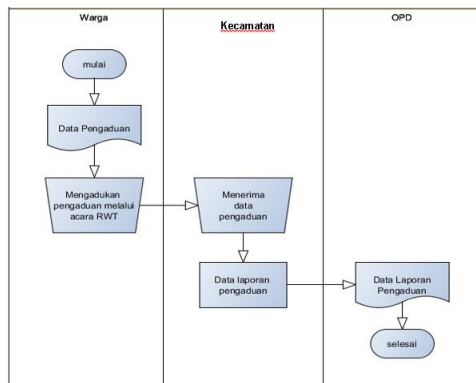 Warga
Kecamatan
OPD
mulai
Data Pengaduan
Mengadukan
pengaduan melalui
acara RWT
Menerima
data
pengaduan
Data laporan
pengaduan
Data Laporan
Pengaduan
selesai